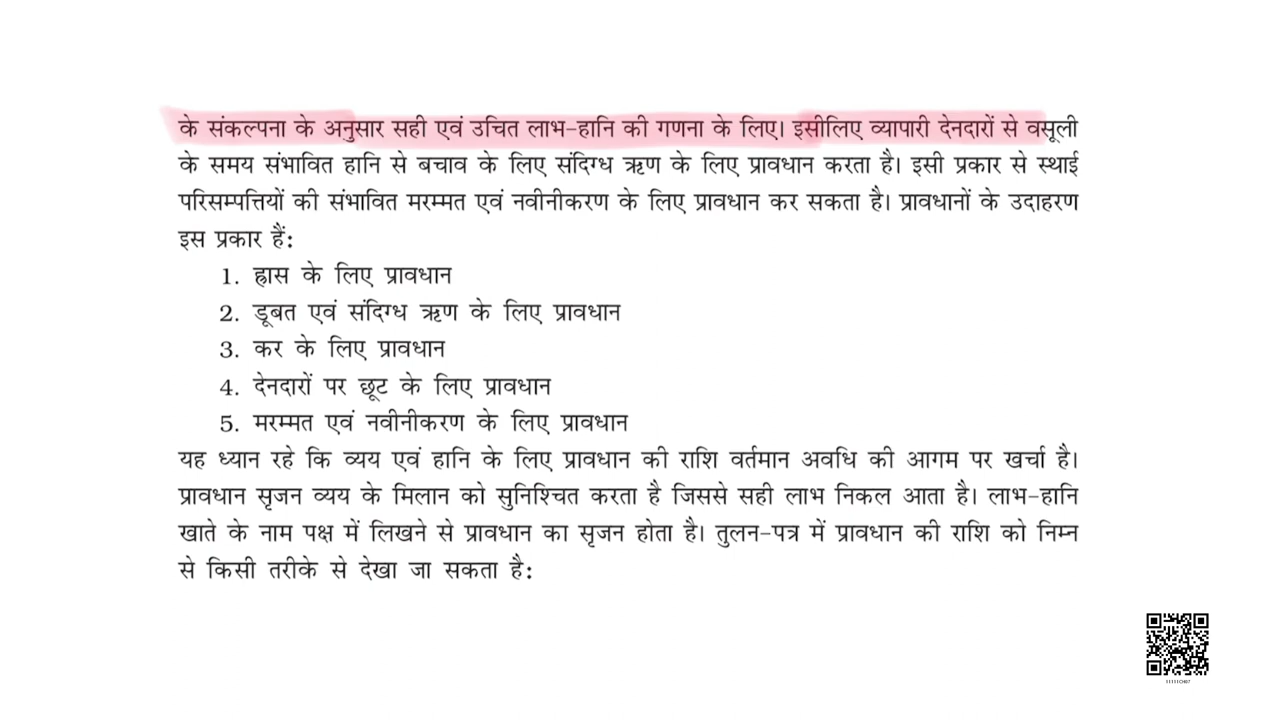 के संकल्पना के अनुसार सही एवं उचित लाभ-हानि की गणना के लिए। इसीलिए व्यापारी देनदारों से वसूली
के समय संभावित हानि से बचाव के लिए संदिग्ध ऋण के लिए प्रावधान करता है। इसी प्रकार से स्थाई
परिसम्पत्तियों की संभावित मरम्मत एवं नवीनीकरण के लिए प्रावधान कर सकता है। प्रावधानों के उदाहरण
इस प्रकार हैं:
1. ह्रास के लिए प्रावधान
2. डूबत एवं संदिग्ध ऋण के लिए प्रावधान
3. कर के लिए प्रावधान
4. देनदारों पर छूट के लिए प्रावधान
5. मरम्मत एवं नवीनीकरण के लिए प्रावधान
यह ध्यान रहे कि व्यय एवं हानि के लिए प्रावधान की राशि वर्तमान अवधि की आगम पर खर्चा है।
प्रावधान सृजन व्यय के मिलान को सुनिश्चित करता है जिससे सही लाभ निकल आता है। लाभ-हानि
खाते के नाम पक्ष में लिखने से प्रावधान का सृजन होता है। तुलन-पत्र में प्रावधान की राशि को निम्न
से किसी तरीके से देखा जा सकता है: